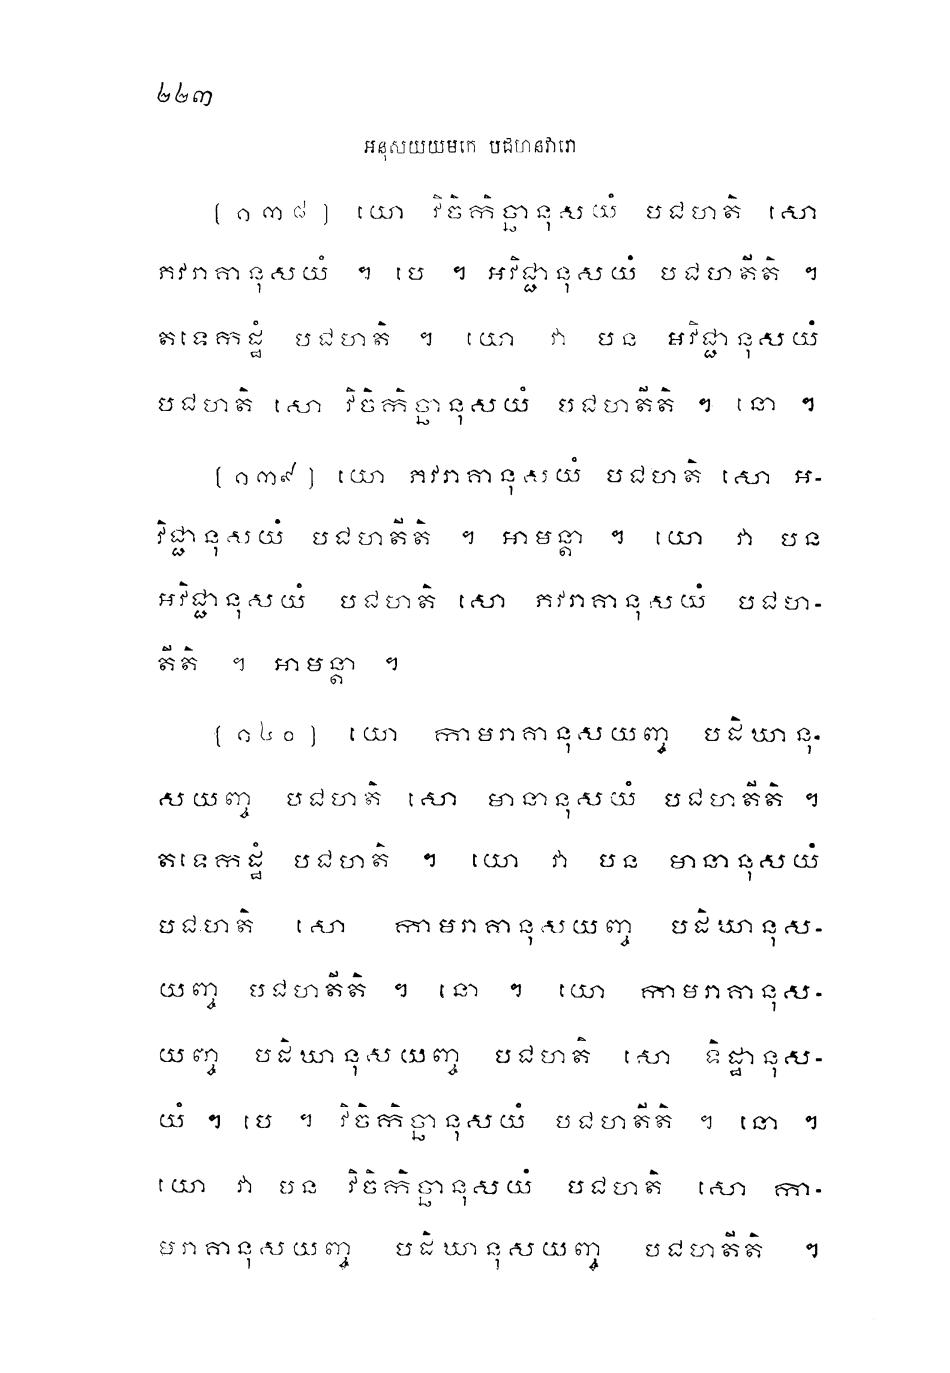 ២២៣
អនុសយយមកេ បជហនវារោ
(១៣៨) យោ វិចិកិច្ឆានុសយំ បជហតិ សោ
ភវរាគានុសយំ ។ បេ ។ អវិជ្ជានុសយំ បជហតីតិ ។
តទេកដ្ឋំ បជហតិ ។ យោ វា បន អវិជ្ជានុសយំ
បជហតិ សោ វិចិកិច្ឆានុសយំ បជហតីតិ ។ នោ ។
(១៣៩) យោ ភវរាគានុសយំ បជហតិ សោ អ-
វិជ្ជានុសយំ បជហតីតិ ។ អាមន្តា ។ យោ វា បន
អវិជ្ជានុសយំ បជហតិ សោ ភវរាគានុសយំ បជហ-
តីតិ ។ អាមន្តា ។
(១៤០) យោ កាមរាគានុសយញ្ច បដិឃានុ-
សយញ្ច បជហតិ សោ មានានុសយំ បជហតីតិ ។
តទេកដ្ឋំ បជហតិ ។ យោ វា បន មានានុសយំ
បជហតិ សោ កាមរាគានុសយញ្ច បដិឃានុស-
យញ្ច បជហតីតិ ។ នោ ។ យោ កាមរាគានុស-
យញ្ច បដិឃានុសយញ្ច បជហតិ សោ ទិដ្ឋានុស-
យំ ។ បេ ។ វិចិកិច្ឆានុសយំ បជហតីតិ ។ នោ ។
យោ វា បន វិចិកិច្ឆានុសយំ បជហតិ សោ កា-
មរាគានុសយញ្ច បដិឃានុសយញ្ច បជហតីតិ ។